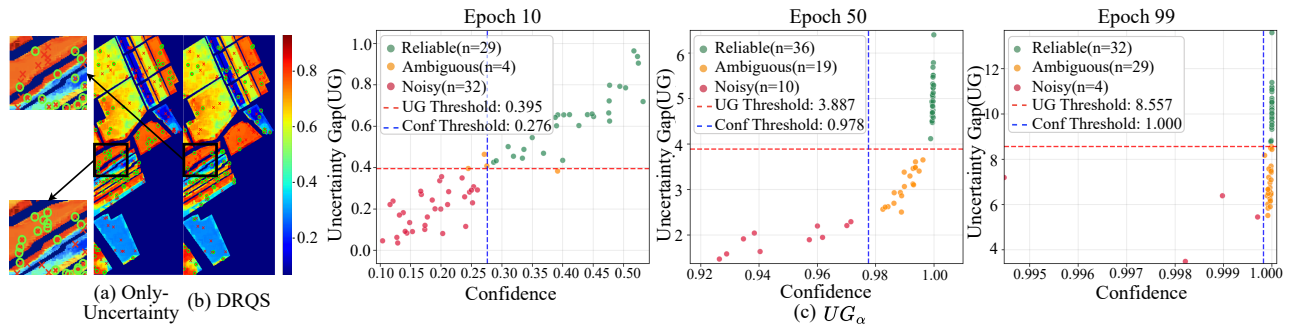 0.8
0.6
0.4
0.2
(a) Only-
Uncertainty
(b) DRQS
Epoch 10
Uncertainty Gap(UG)
1.0
0.8
0.6
0.4
0.2
0.0
Reliable(n=29)
Ambiguous(n=4)
Noisy(n=32)
UG Threshold: 0.395
Conf Threshold: 0.276
0.10 0.15 0.20 0.25 0.30 0.35 0.40 0.45 0.50
Confidence
Epoch 50
Uncertainty Gap(UG)
6
5
4
3
2
Reliable(n=36)
Ambiguous(n=19)
Noisy(n=10)
UG Threshold: 3.887
Conf Threshold: 0.978
0.92 0.94 0.96 0.98 1.00
Confidence
Epoch 99
Uncertainty Gap(UG)
12
10
8
6
4
Reliable(n=32)
Ambiguous(n=29)
Noisy(n=4)
UG Threshold: 8.557
Conf Threshold: 1.000
0.995 0.996 0.997 0.998 0.999 1.000
Confidence
(c) UGα